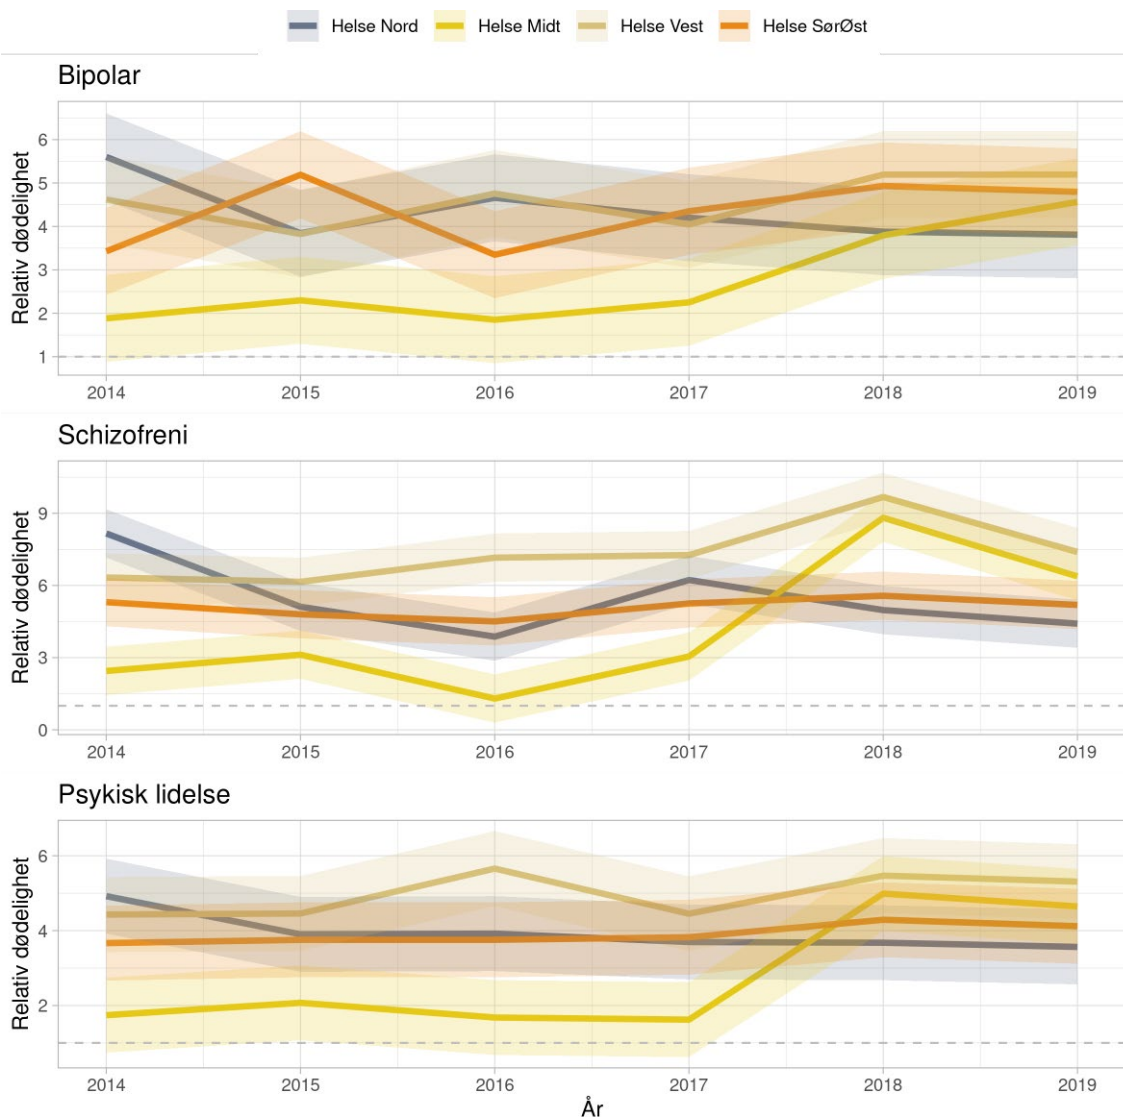 Helse Nord Helse Midt Helse Vest Helse SørØst
Bipolar
Relativ dødelighet
6
5
4
3
2
1
2014 2015 2016 2017 2018 2019
Schizofreni
Relativ dødelighet
9
6
3
0
2014 2015 2016 2017 2018 2019
Psykisk lidelse
Relativ dødelighet
6
4
2
2014 2015 2016 2017 2018 2019
År